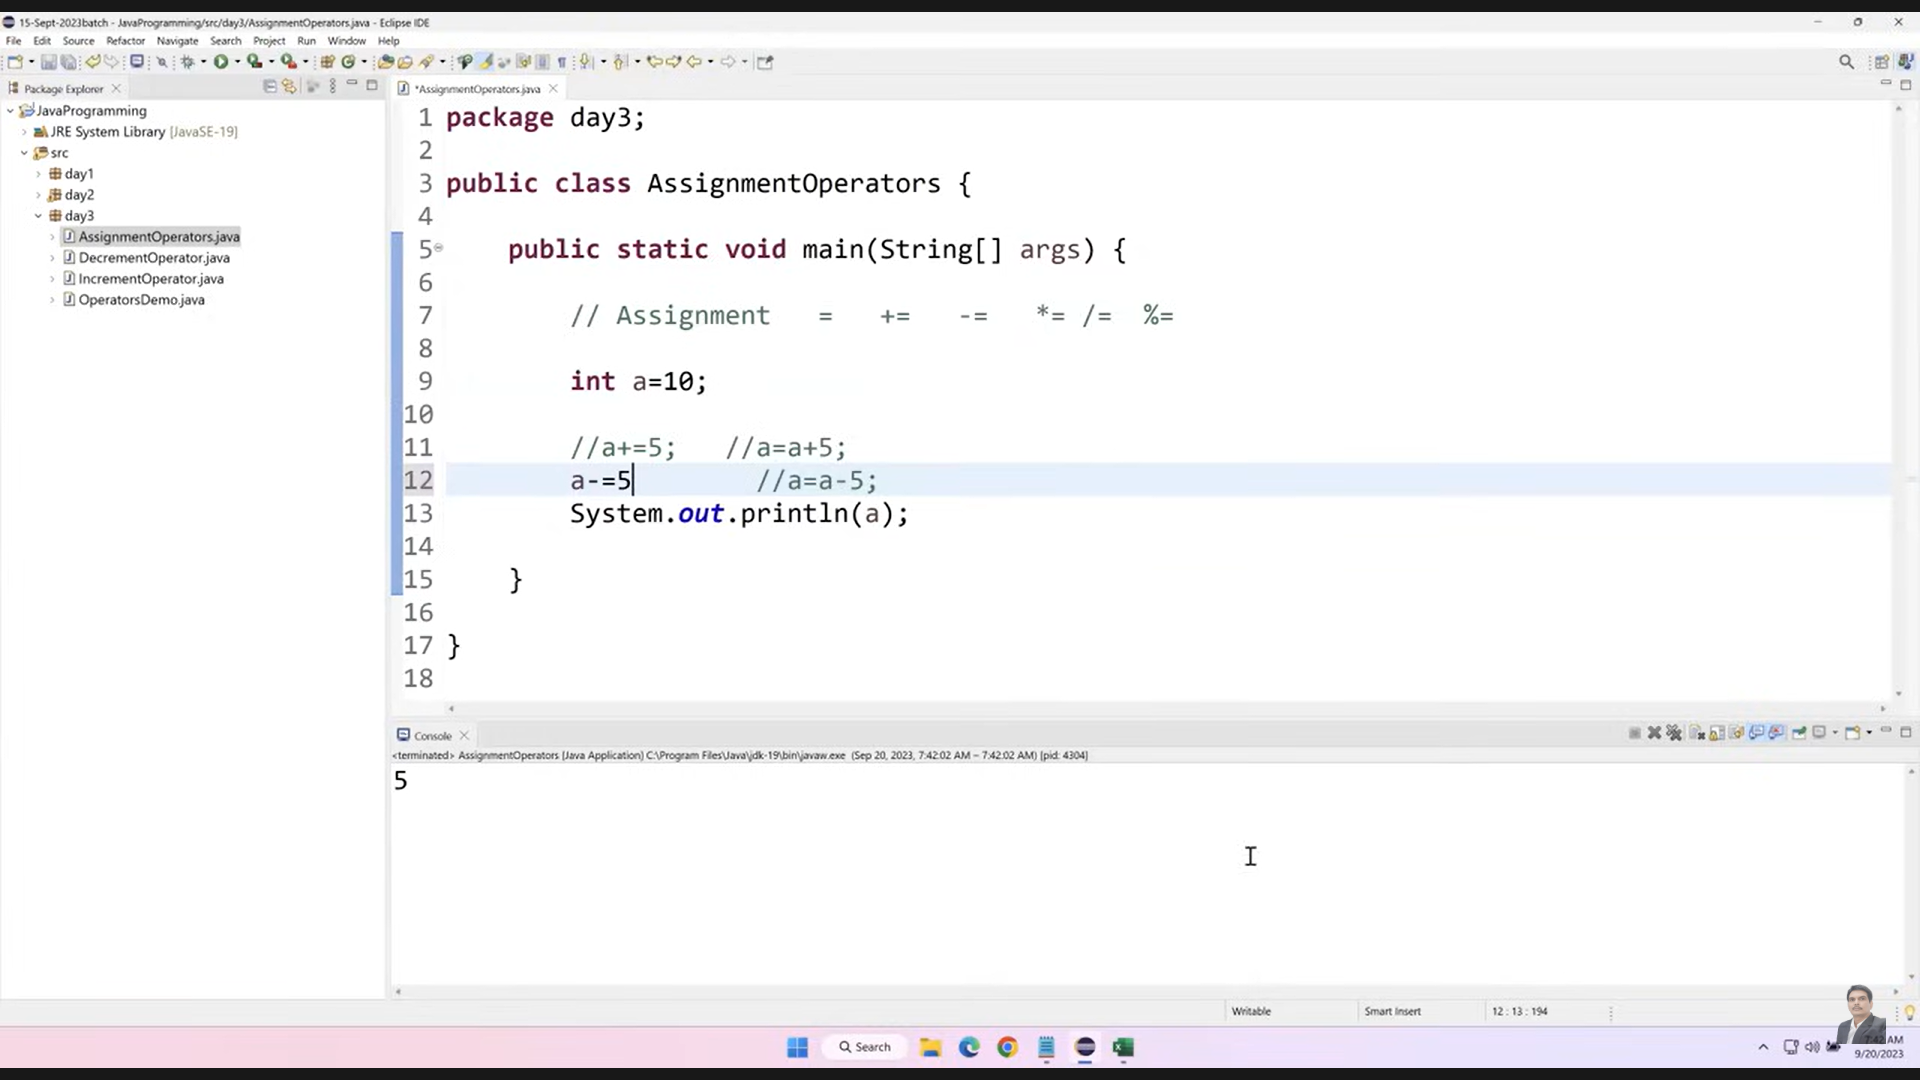 15-Sept-2023batch - JavaProgramming/src/day3/AssignmentOperators.java - Eclipse IDE
File Edit Source Refactor Navigate Search Project Run Window Help
Package Explorer
*AssignmentOperators.java
JavaProgramming
JRE System Library [JavaSE-19]
src
day1
day2
day3
AssignmentOperators.java
DecrementOperator.java
IncrementOperator.java
OperatorsDemo.java
1 package day3;
2
3 public class AssignmentOperators {
4
5 public static void main(String[] args) {
6
7 // Assignment = += -= *= /= %=
8
9 int a=10;
10
11 //a+=5; //a=a+5;
12 a-=5 //a=a-5;
13 System.out.println(a);
14
15 }
16
17 }
18
Console
<terminated> AssignmentOperators [Java Application] C:\Program Files\Java\jdk-19\bin\javaw.exe (Sep 20, 2023, 7:42:02 AM – 7:42:02 AM) [pid: 4304]
5
Writable Smart Insert 12 : 13 : 194
Search
7:42 AM
9/20/2023